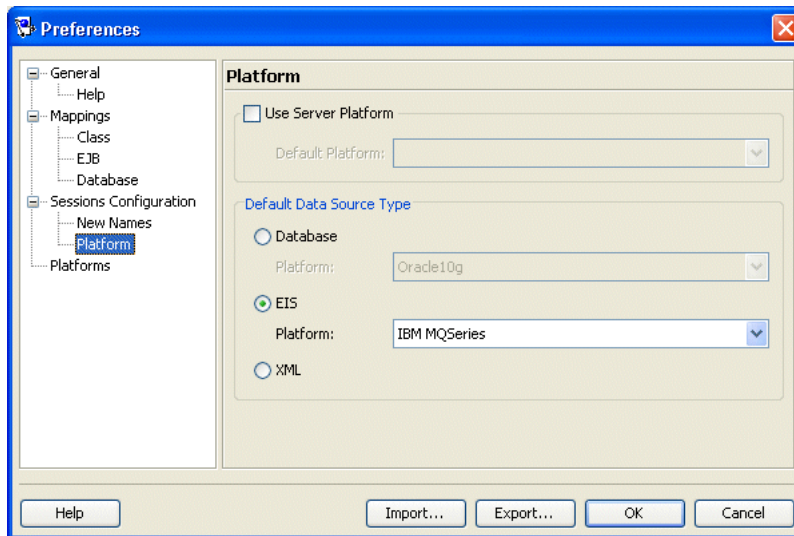 Preferences
General
Help
Mappings
Class
EJB
Database
Sessions Configuration
New Names
Platform
Platforms
Platform
Use Server Platform
Default Platform:
Default Data Source Type
Database
Platform: Oracle10g
EIS
Platform: IBM MQSeries
XML
Help Import... Export... OK Cancel